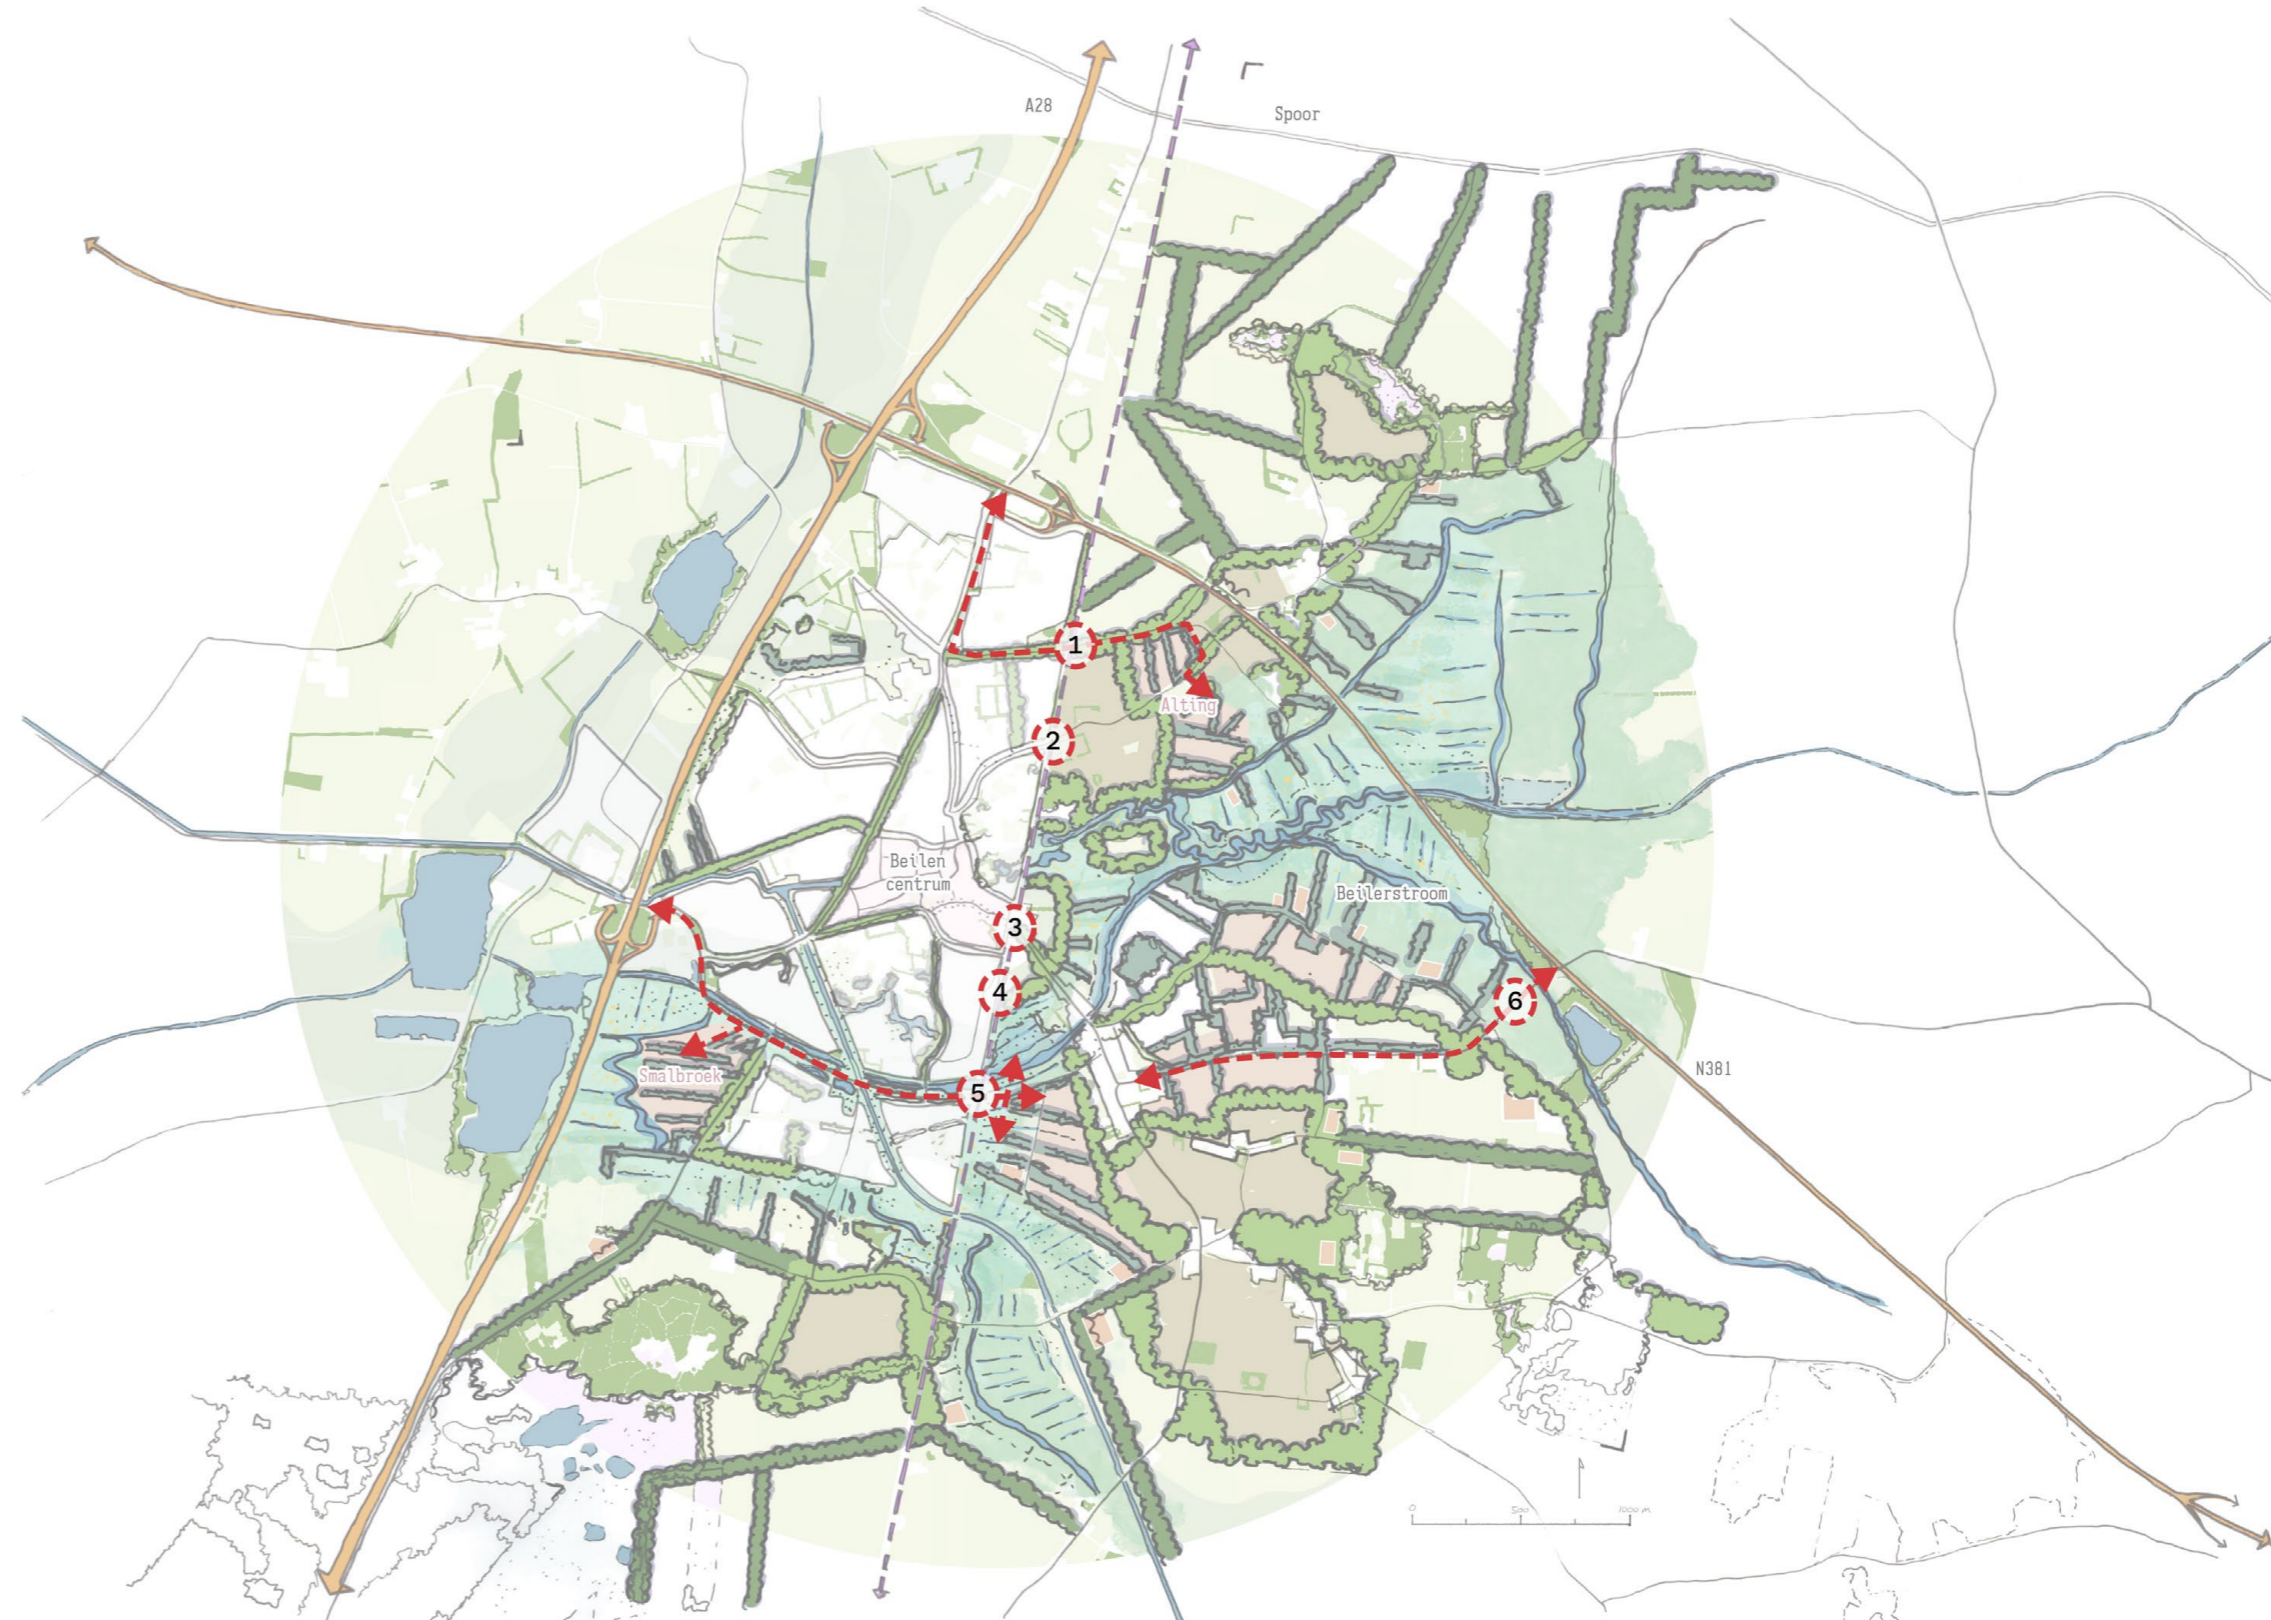 A28
Spoor
1
Alting
2
Beilen
centrum
Beilerstroom
3
4
6
Smalbroek
5
N381
0
500
1000 m